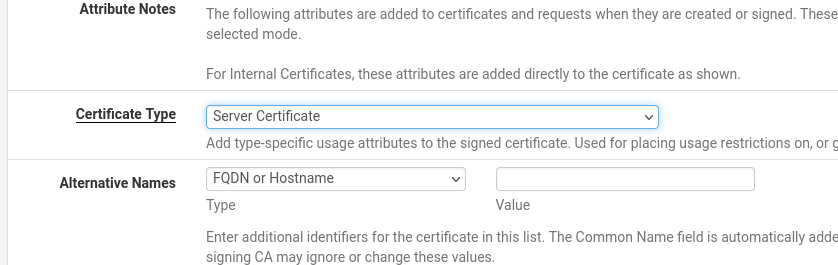 Attribute Notes
The following attributes are added to certificates and requests when they are created or signed. These
selected mode.
For Internal Certificates, these attributes are added directly to the certificate as shown.
Certificate Type
Server Certificate
Add type-specific usage attributes to the signed certificate. Used for placing usage restrictions on, or g
Alternative Names
FQDN or Hostname
Type
Value
Enter additional identifiers for the certificate in this list. The Common Name field is automatically adde
signing CA may ignore or change these values.